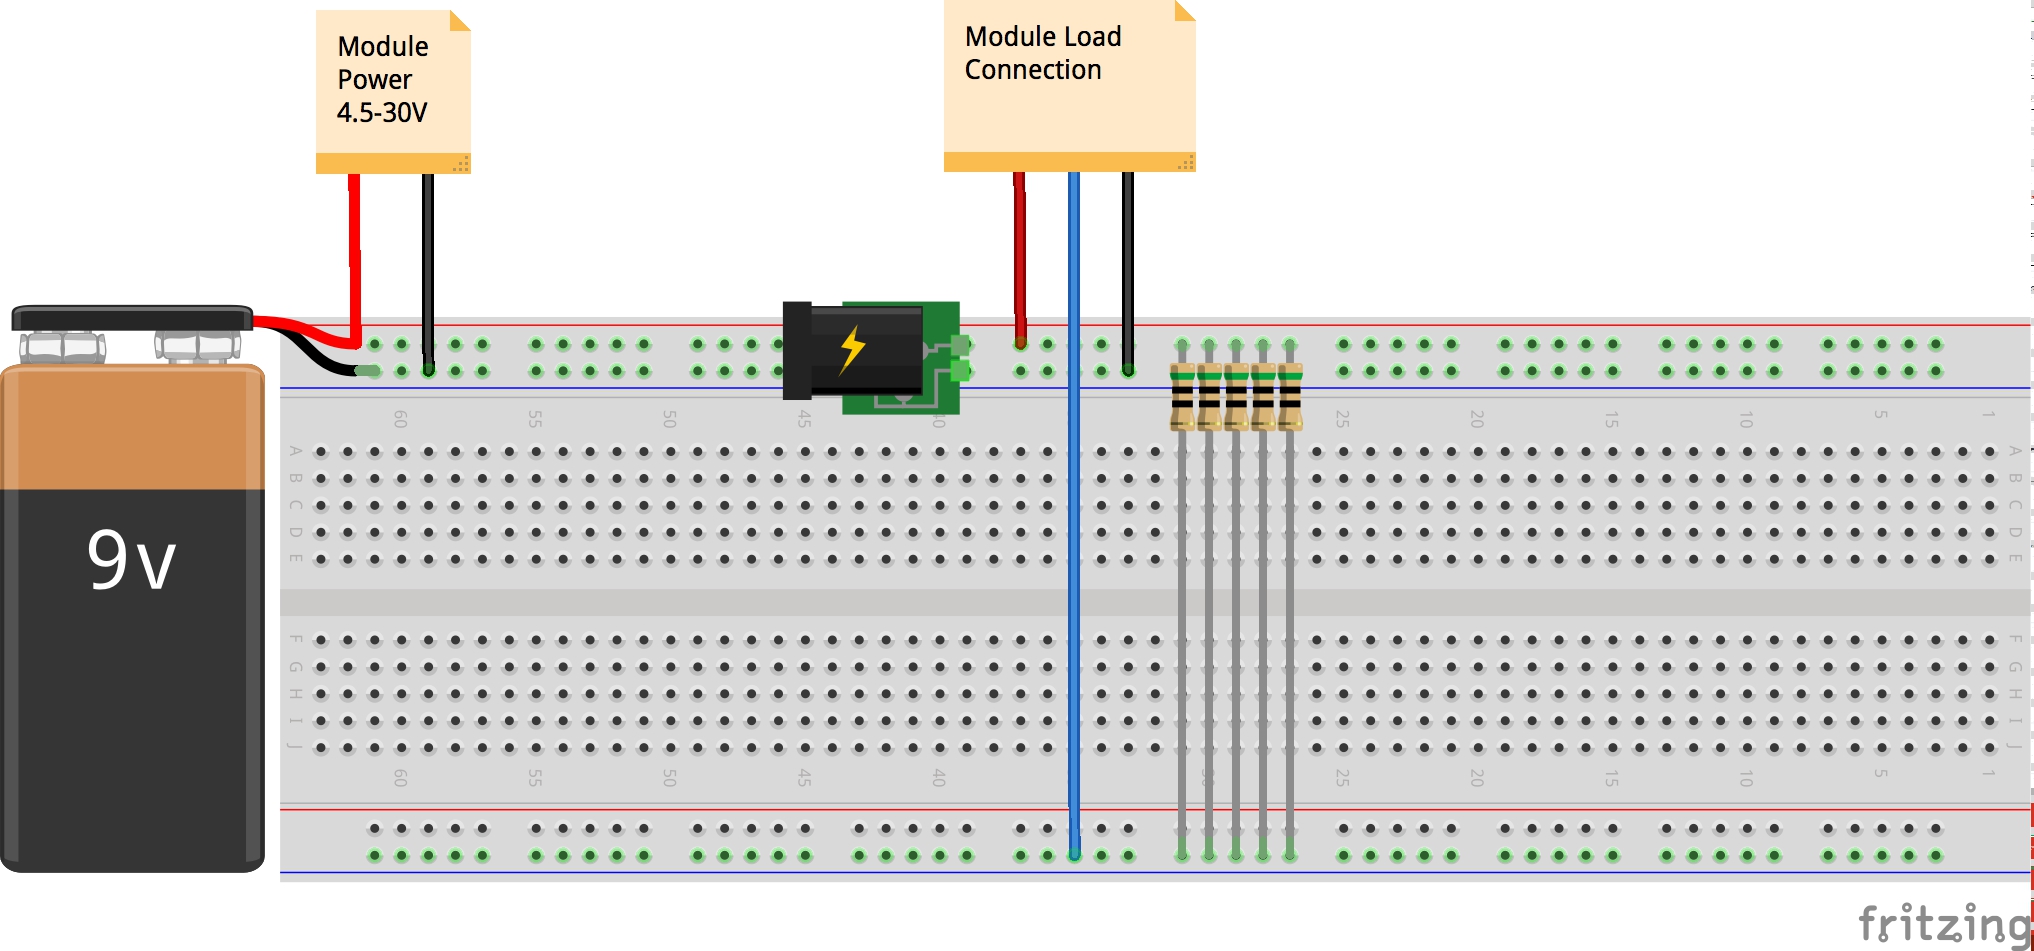 Module
Power
4.5-30V
Module Load
Connection
60 55 50 45 40 25 20 15 10 5 1
A A
B B
C C
D D
E E
9v
F F
G G
H H
I I
J J
60 55 50 45 40 30 25 20 15 10 5 1
fritzing